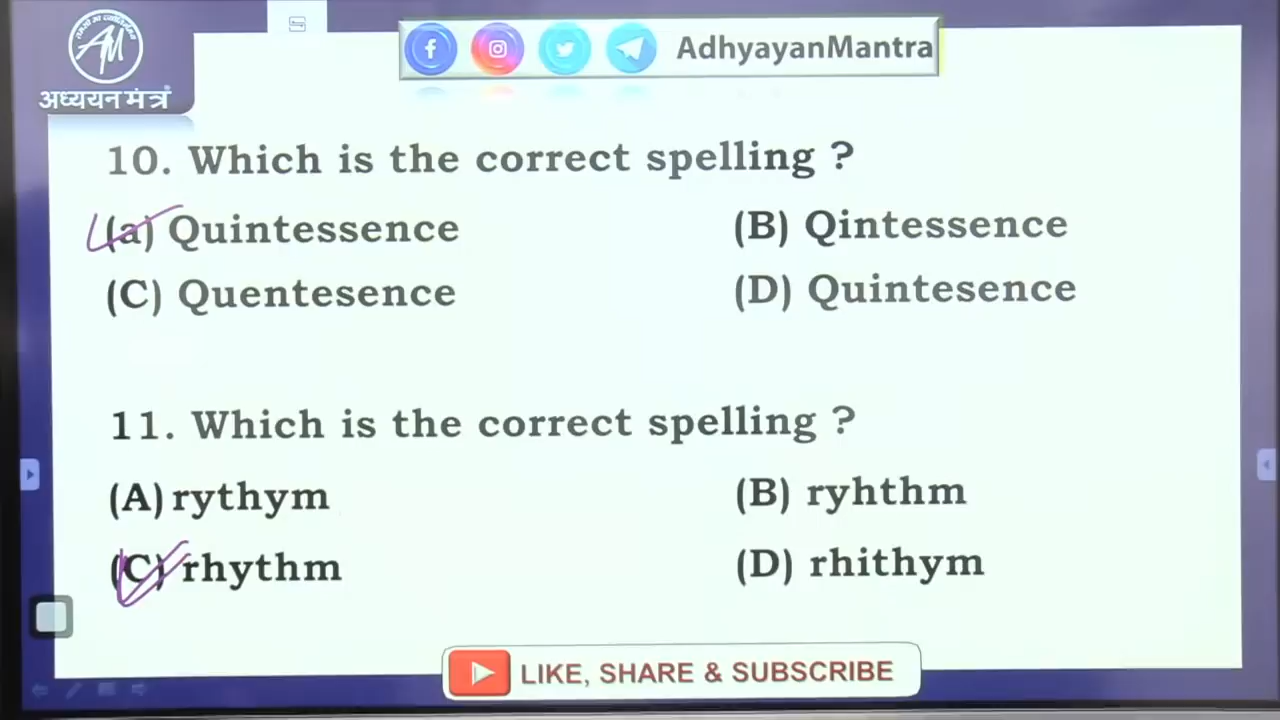 AM
अध्ययन मंत्र
AdhyayanMantra
10. Which is the correct spelling ?
(a) Quintessence (B) Qintessence
(C) Quentesence (D) Quintesence
11. Which is the correct spelling ?
(A) rythym (B) ryhthm
(C) rhythm (D) rhithym
LIKE, SHARE & SUBSCRIBE